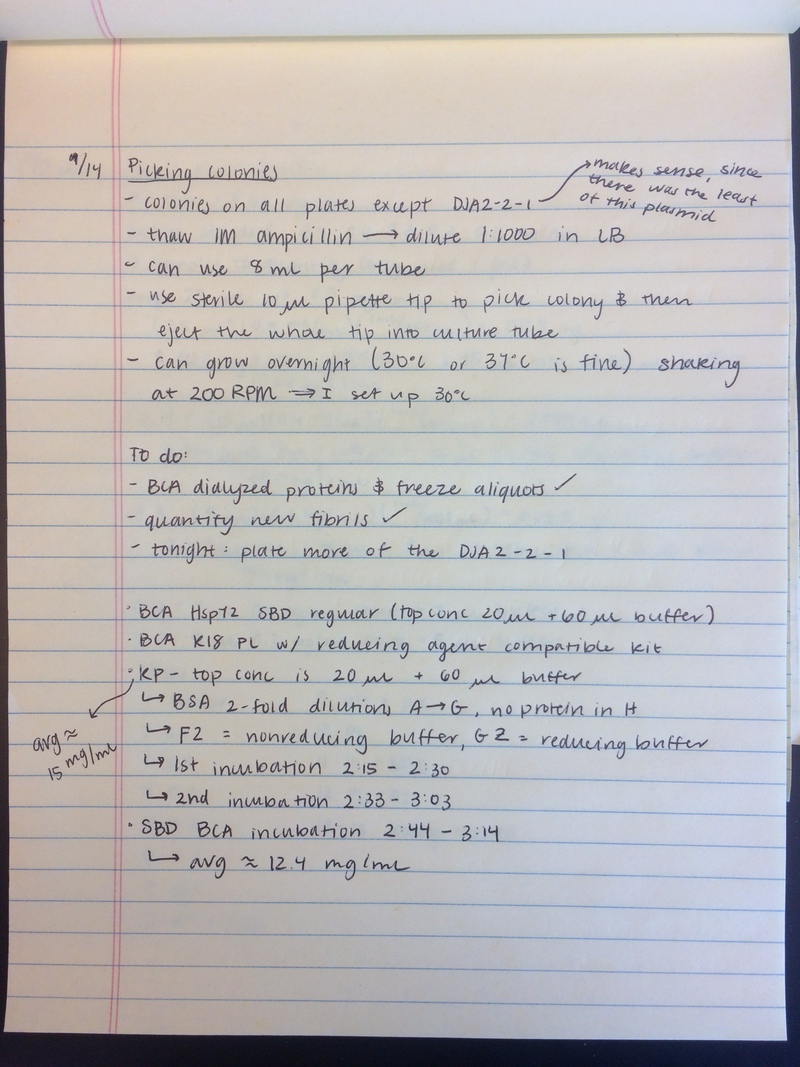 9/14 Picking colonies
- colonies on all plates except DJA2-2-1 → makes sense, since
there was the least
of this plasmid
- thaw 1M ampicillin → dilute 1:1000 in LB
- can use 8 ml per tube
- use sterile 10 µl pipette tip to pick colony & then
eject the whole tip into culture tube
- can grow overnight (30°C or 37°C is fine) shaking
at 200 RPM ⇒ I set up 30°C
To do:
- BCA dialyzed proteins & freeze aliquots ✓
- quantify new fibrils ✓
- tonight: plate more of the DJA2-2-1
· BCA Hsp72 SBD regular (top conc 20 µl + 60 µl buffer)
· BCA K18 PL w/ reducing agent compatible kit
· KP - top conc is 20 µl + 60 µl buffer
↳ BSA 2-fold dilutions A→G, no protein in H
avg ≈
15 mg/ml
↳ F2 = nonreducing buffer, G2 = reducing buffer
↳ 1st incubation 2:15 - 2:30
↳ 2nd incubation 2:33 - 3:03
· SBD BCA incubation 2:44 - 3:14
↳ avg ≈ 12.4 mg/ml